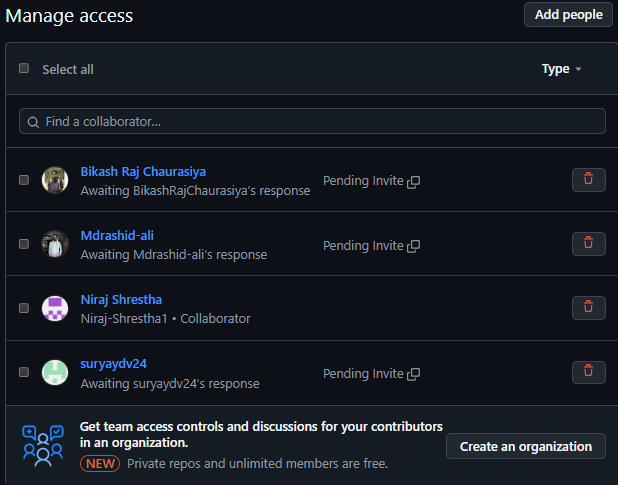 Manage access
Add people
Select all
Type
Find a collaborator...
Bikash Raj Chaurasiya
Awaiting BikashRajChaurasiya's response
Pending Invite
Mdrashid-ali
Awaiting Mdrashid-ali's response
Pending Invite
Niraj Shrestha
Niraj-Shrestha1 • Collaborator
suryaydv24
Awaiting suryaydv24's response
Pending Invite
Get team access controls and discussions for your contributors
in an organization.
NEW Private repos and unlimited members are free.
Create an organization